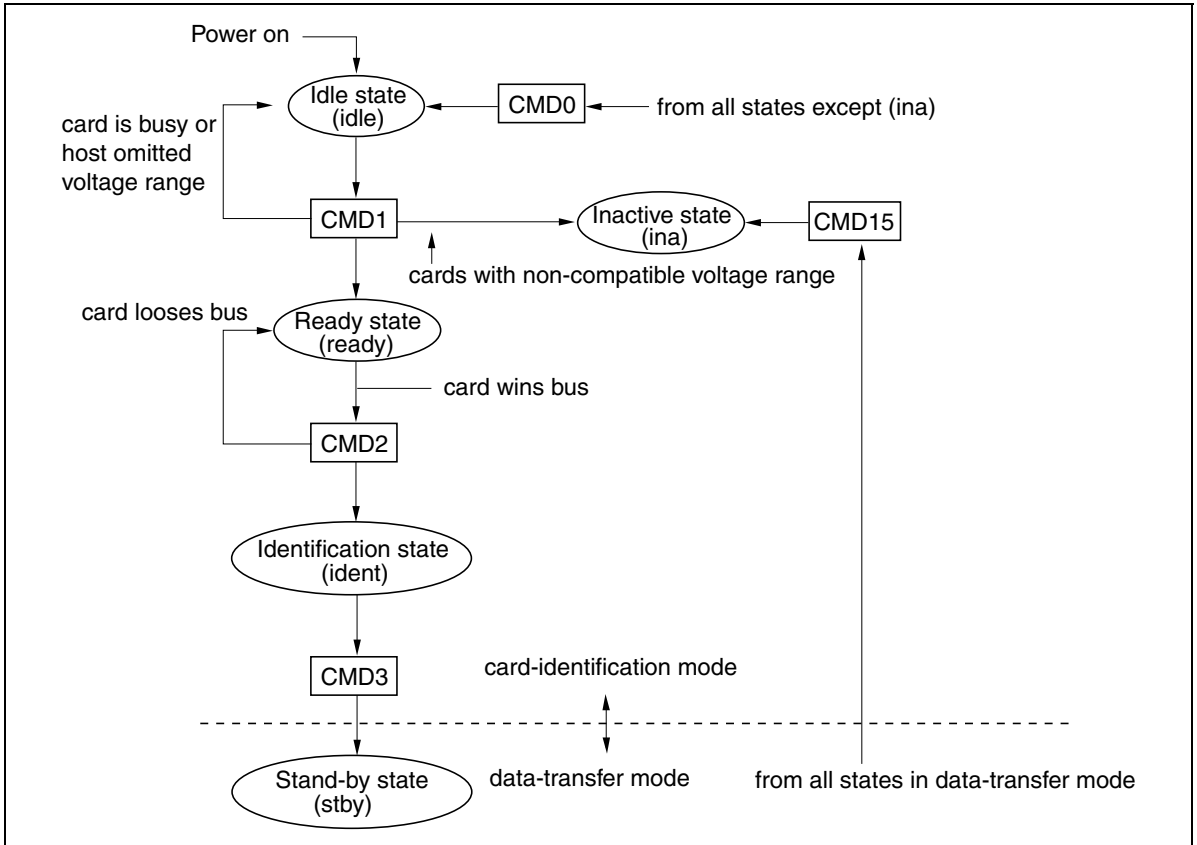 Power on
Idle state
(idle)
CMD0
from all states except (ina)
card is busy or
host omitted
voltage range
CMD1
Inactive state
(ina)
CMD15
cards with non-compatible voltage range
card looses bus
Ready state
(ready)
card wins bus
CMD2
Identification state
(ident)
CMD3
card-identification mode
data-transfer mode
from all states in data-transfer mode
Stand-by state
(stby)